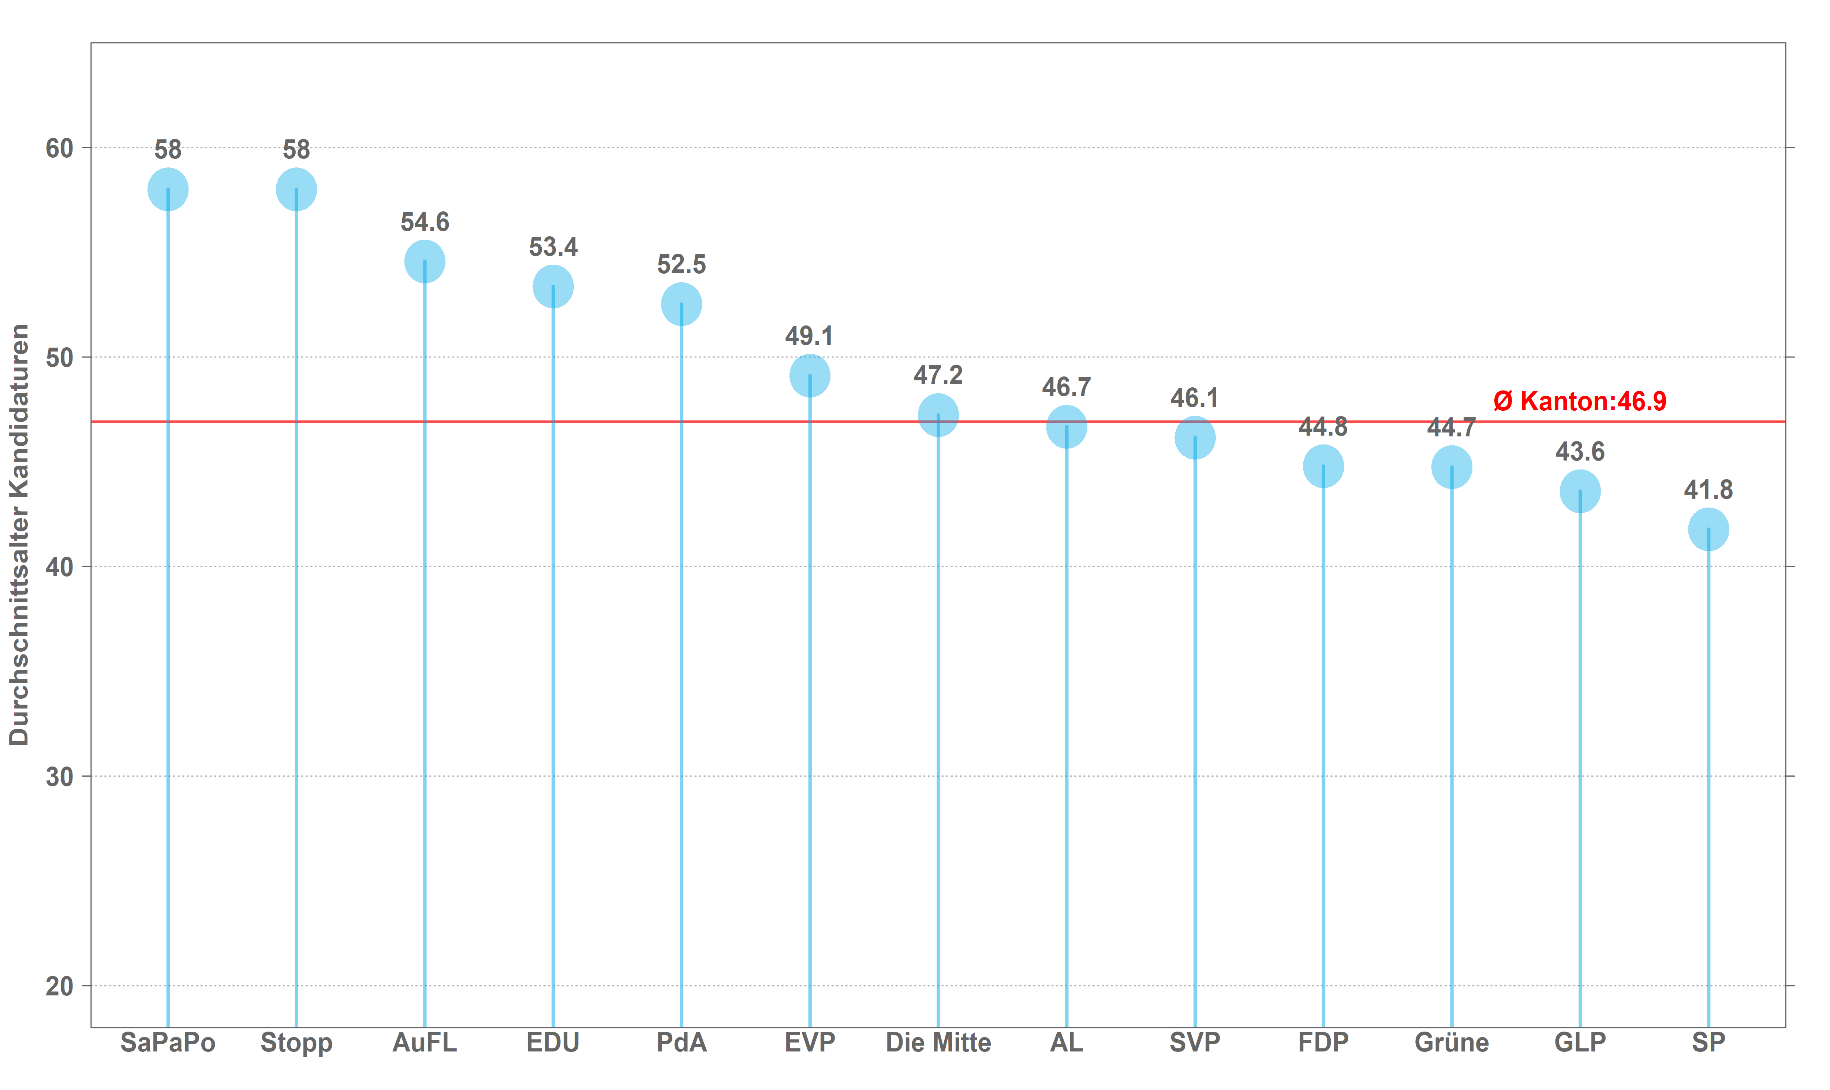 60
50
40
30
20
Durchschnittsalter Kandidaturen
58
58
54.6
53.4
52.5
49.1
47.2
46.7
46.1
44.8
44.7
43.6
41.8
Ø Kanton:46.9
SaPaPo
Stopp
AuFL
EDU
PdA
EVP
Die Mitte
AL
SVP
FDP
Grüne
GLP
SP